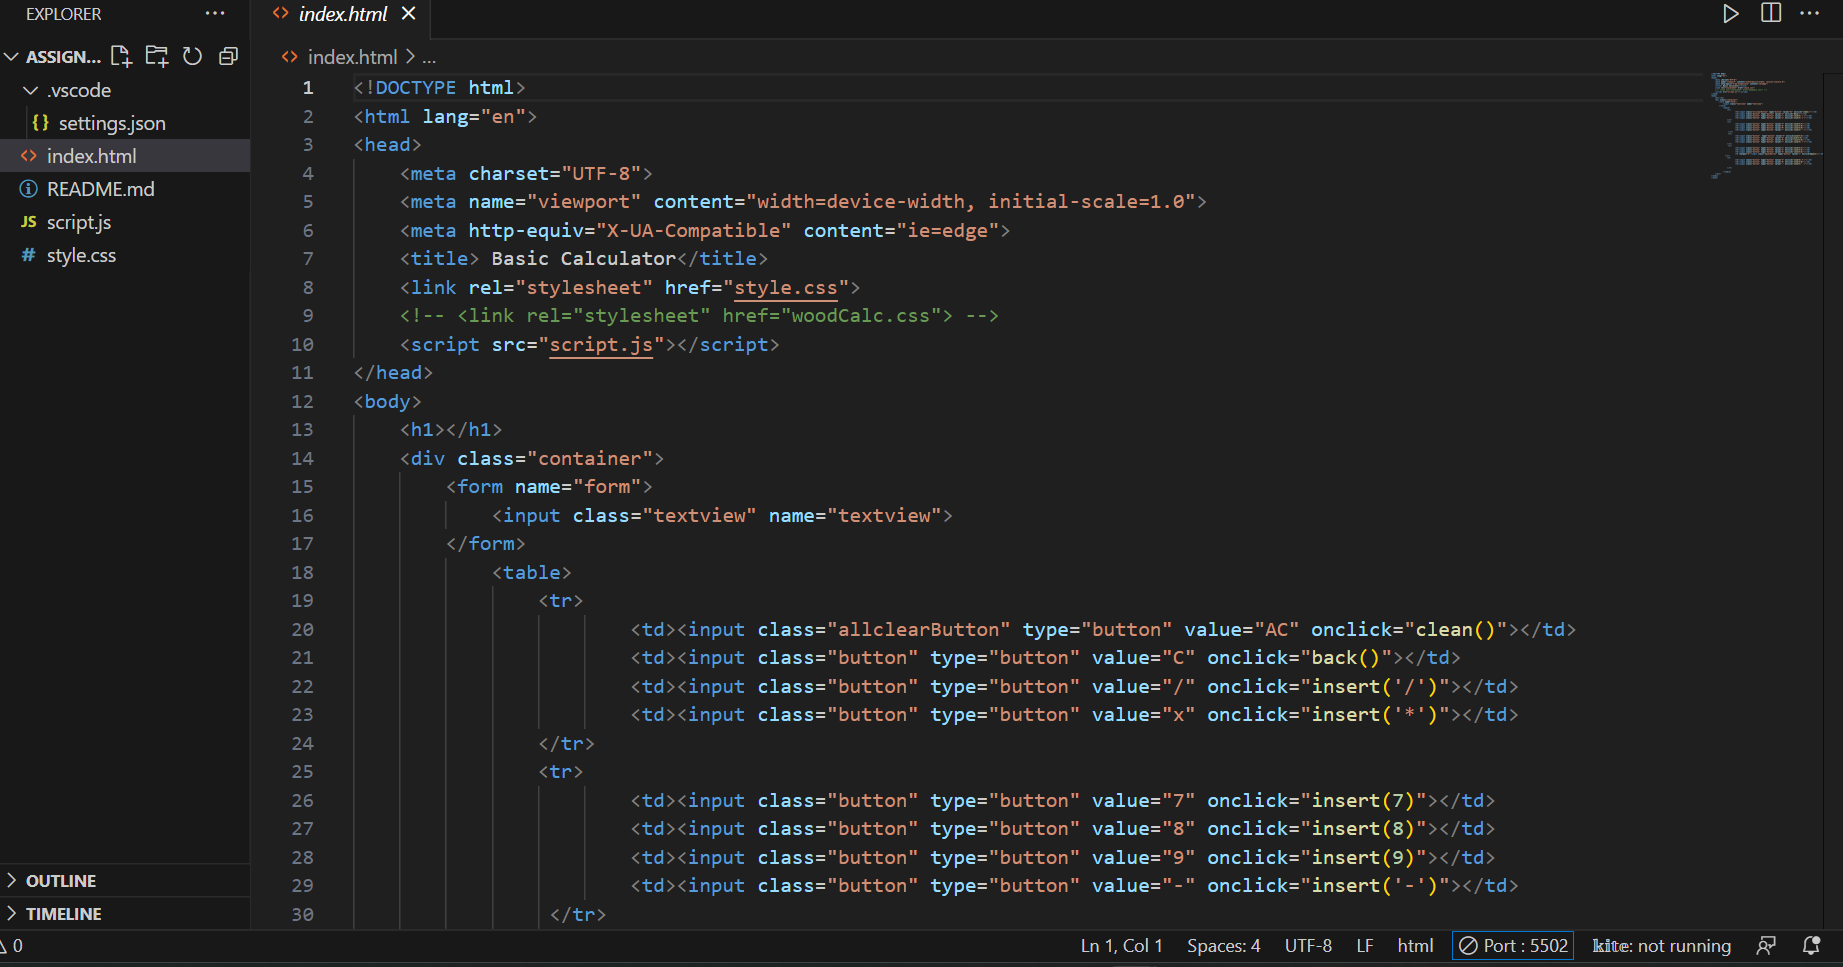 EXPLORER
index.html
ASSIGN...
.vscode
{} settings.json
<> index.html
README.md
JS script.js
# style.css
OUTLINE
TIMELINE
<> index.html > ...
1 <!DOCTYPE html>
2 <html lang="en">
3 <head>
4 <meta charset="UTF-8">
5 <meta name="viewport" content="width=device-width, initial-scale=1.0">
6 <meta http-equiv="X-UA-Compatible" content="ie=edge">
7 <title> Basic Calculator</title>
8 <link rel="stylesheet" href="style.css">
9 <!-- <link rel="stylesheet" href="woodCalc.css"> -->
10 <script src="script.js"></script>
11 </head>
12 <body>
13 <h1></h1>
14 <div class="container">
15 <form name="form">
16 <input class="textview" name="textview">
17 </form>
18 <table>
19 <tr>
20 <td><input class="allclearButton" type="button" value="AC" onclick="clean()"></td>
21 <td><input class="button" type="button" value="C" onclick="back()"></td>
22 <td><input class="button" type="button" value="/" onclick="insert('/')"></td>
23 <td><input class="button" type="button" value="x" onclick="insert('*')"></td>
24 </tr>
25 <tr>
26 <td><input class="button" type="button" value="7" onclick="insert(7)"></td>
27 <td><input class="button" type="button" value="8" onclick="insert(8)"></td>
28 <td><input class="button" type="button" value="9" onclick="insert(9)"></td>
29 <td><input class="button" type="button" value="-" onclick="insert('-')"></td>
30 </tr>
0
Ln 1, Col 1 Spaces: 4 UTF-8 LF html Port : 5502 kite: not running